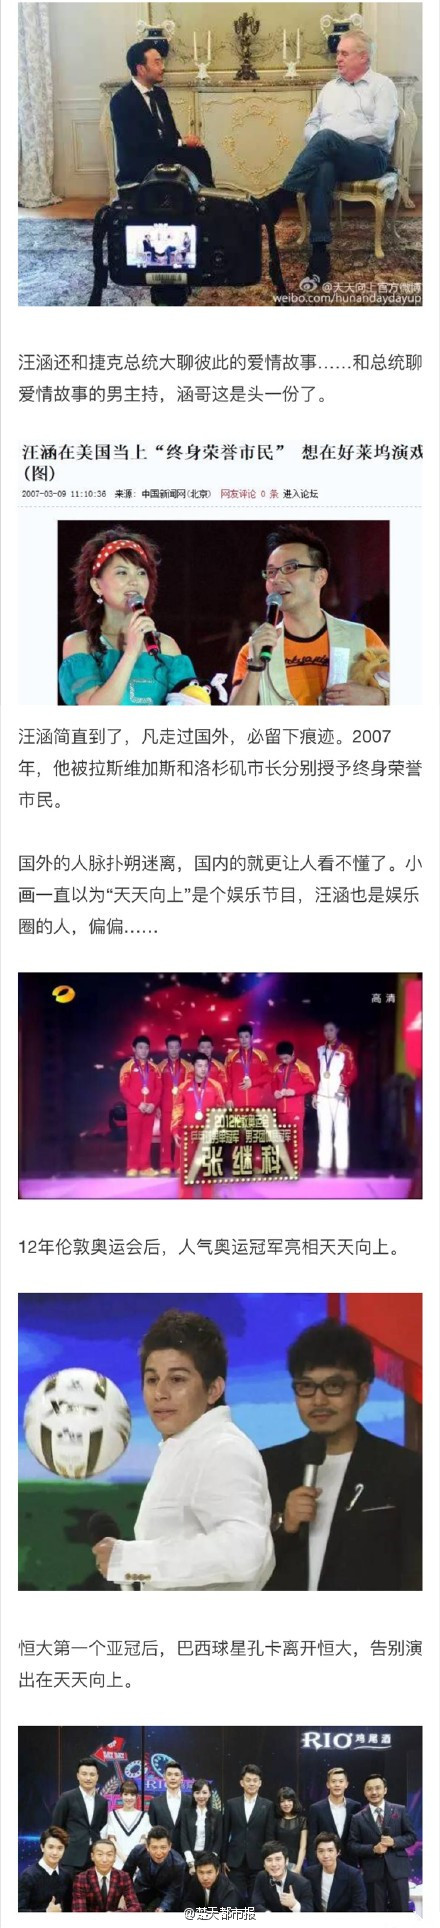 @天天向上官方微博
weibo.com/hunandaydayup
汪涵还和捷克总统大聊彼此的爱情故事……和总统聊
爱情故事的男主持，涵哥这是头一份了。
汪涵在美国当上“终身荣誉市民” 想在好莱坞演戏
(图)
2007-03-09 11:10:36 来源: 中国新闻网(北京) 网友评论 0 条 进入论坛
汪涵简直到了，凡走过国外，必留下痕迹。2007
年，他被拉斯维加斯和洛杉矶市长分别授予终身荣誉
市民。
国外的人脉扑朔迷离，国内的就更让人看不懂了。小
画一直以为“天天向上”是个娱乐节目，汪涵也是娱乐
圈的人，偏偏……
高清
张继科
12年伦敦奥运会后，人气奥运冠军亮相天天向上。
恒大第一个亚冠后，巴西球星孔卡离开恒大，告别演
出在天天向上。
RIO鸡尾酒
@楚天都市报